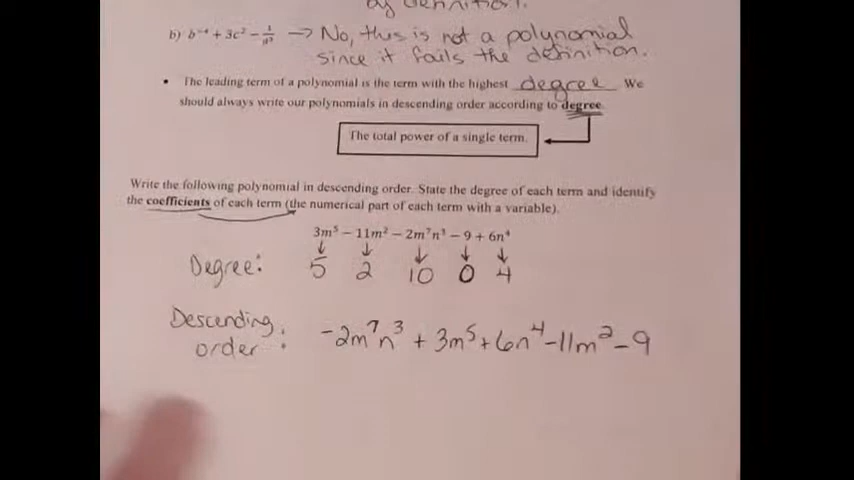 by definition.
b) b⁻⁴ + 3c² − 1/d³ → No, this is not a polynomial
since it fails the definition.
• The leading term of a polynomial is the term with the highest degree. We
should always write our polynomials in descending order according to degree.
The total power of a single term.
Write the following polynomial in descending order. State the degree of each term and identify
the coefficients of each term (the numerical part of each term with a variable).
3m⁵ − 11m² − 2m⁷n³ − 9 + 6n⁴
Degree: 5 2 10 0 4
Descending
order: -2m⁷n³ + 3m⁵ + 6n⁴ - 11m² - 9